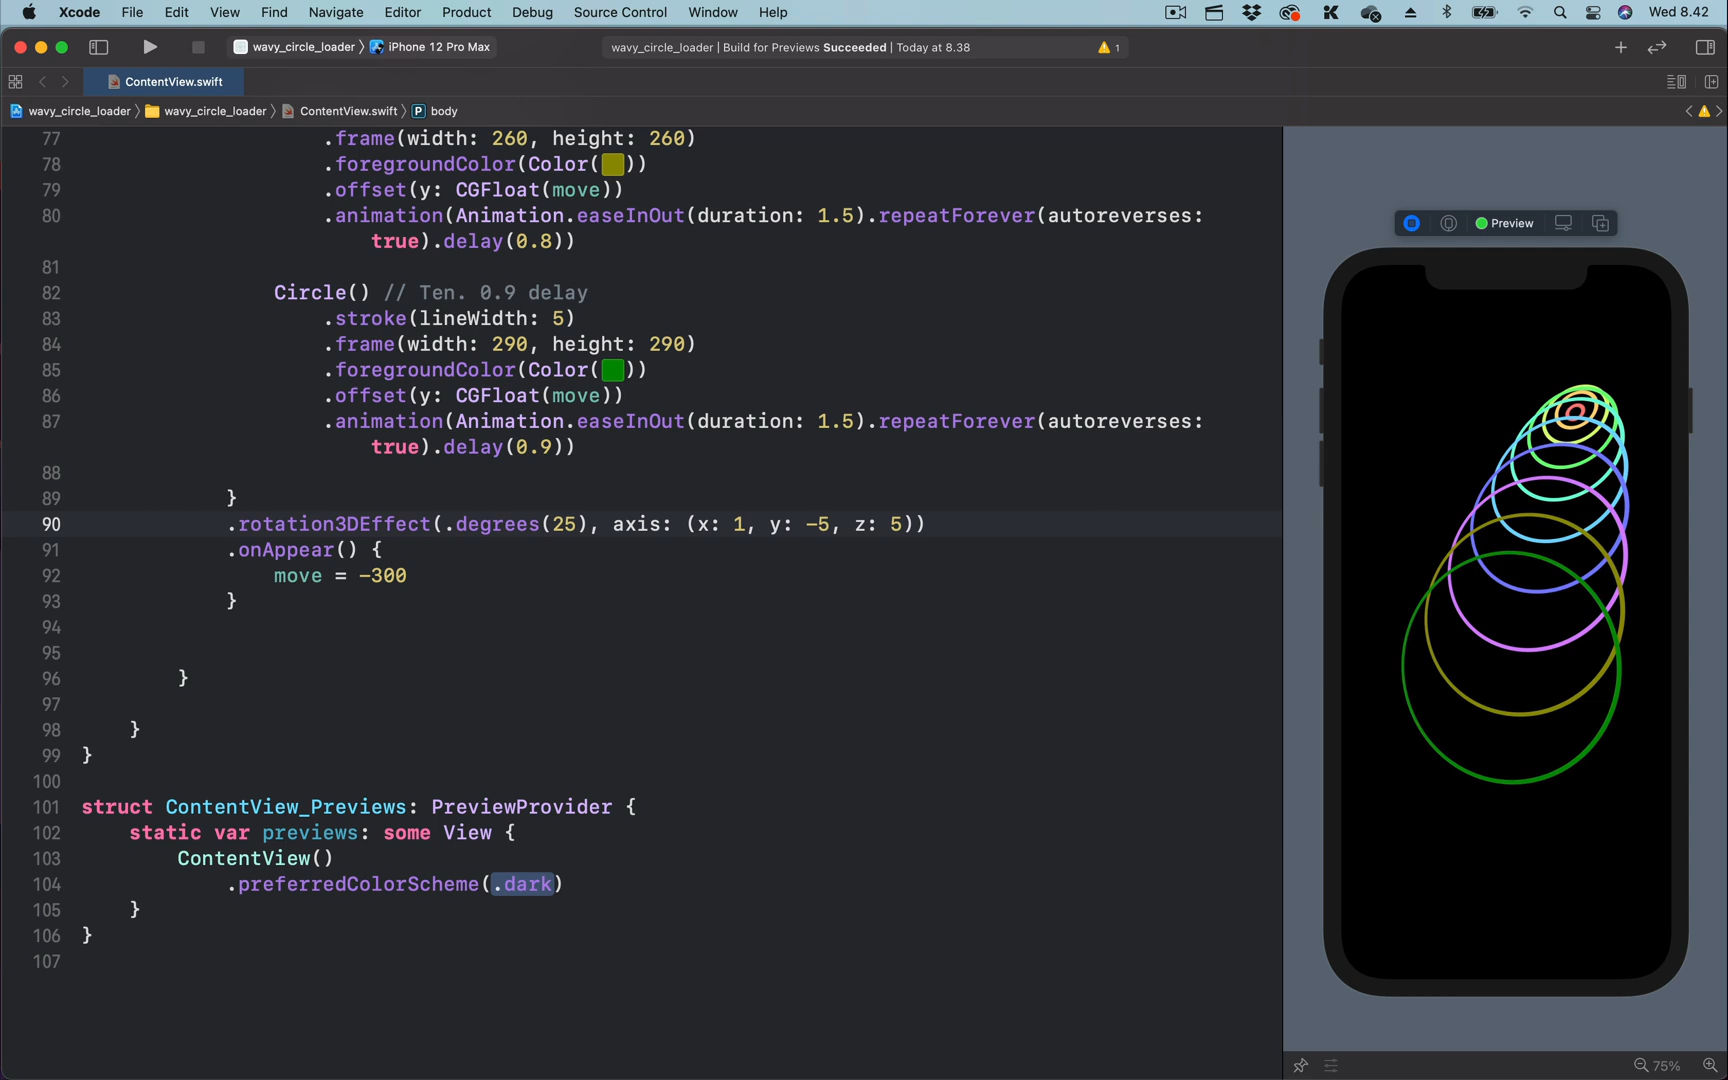 Xcode File Edit View Find Navigate Editor Product Debug Source Control Window Help Wed 8.42
wavy_circle_loader 〉 iPhone 12 Pro Max
wavy_circle_loader | Build for Previews Succeeded | Today at 8.38
1
ContentView.swift
wavy_circle_loader 〉 wavy_circle_loader 〉 ContentView.swift 〉 P body
77 .frame(width: 260, height: 260)
78 .foregroundColor(Color( ))
79 .offset(y: CGFloat(move))
80 .animation(Animation.easeInOut(duration: 1.5).repeatForever(autoreverses:
true).delay(0.8))
81
82 Circle() // Ten. 0.9 delay
83 .stroke(lineWidth: 5)
84 .frame(width: 290, height: 290)
85 .foregroundColor(Color( ))
86 .offset(y: CGFloat(move))
87 .animation(Animation.easeInOut(duration: 1.5).repeatForever(autoreverses:
true).delay(0.9))
88
89 }
90 .rotation3DEffect(.degrees(25), axis: (x: 1, y: -5, z: 5))
91 .onAppear() {
92 move = -300
93 }
94
95
96 }
97
98 }
99 }
100
101 struct ContentView_Previews: PreviewProvider {
102 static var previews: some View {
103 ContentView()
104 .preferredColorScheme(.dark)
105 }
106 }
107
Preview
75%